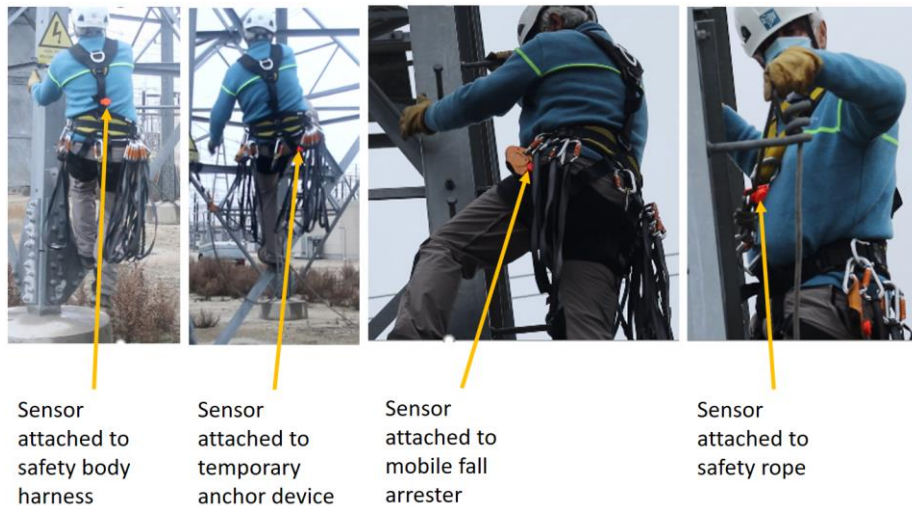 Sensor
attached to
safety body
harness
Sensor
attached to
temporary
anchor device
Sensor
attached to
mobile fall
arrester
Sensor
attached to
safety rope